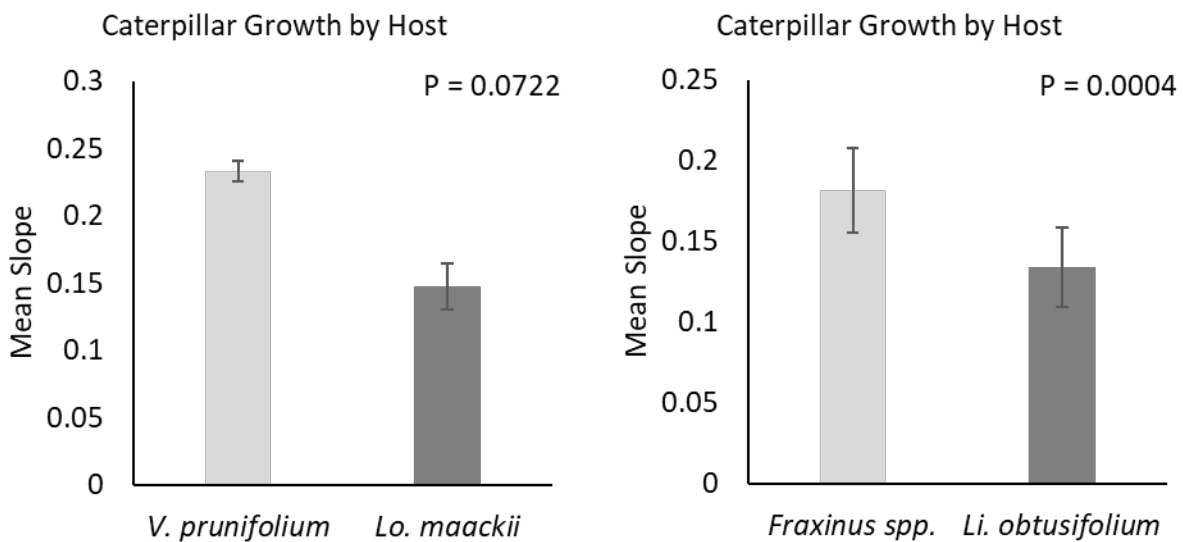 Caterpillar Growth by Host
P = 0.0722
0.3
0.25
0.2
0.15
0.1
0.05
0
Mean Slope
V. prunifolium
Lo. maackii
Caterpillar Growth by Host
P = 0.0004
0.25
0.2
0.15
0.1
0.05
0
Mean Slope
Fraxinus spp.
Li. obtusifolium